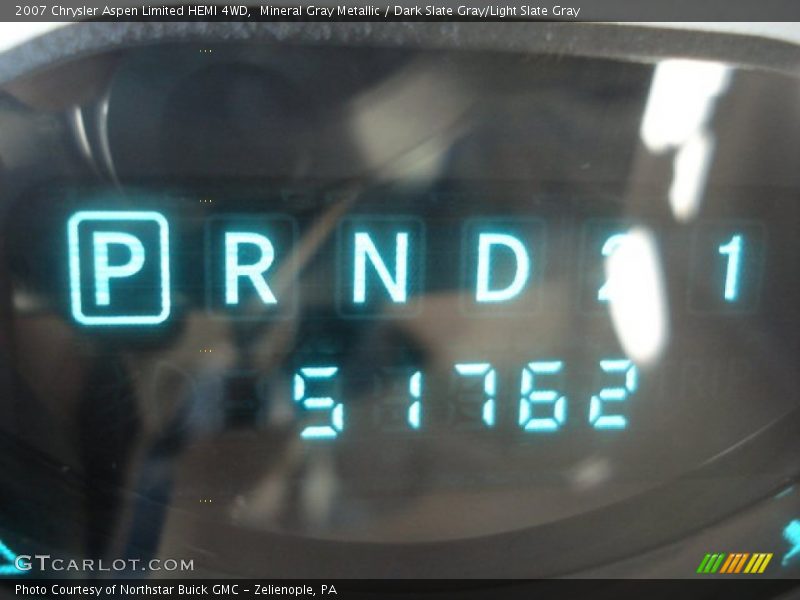 2007 Chrysler Aspen Limited HEMI 4WD,  Mineral Gray Metallic / Dark Slate Gray/Light Slate Gray
P R N D 2 1
51762
GTCARLOT.COM
Photo Courtesy of Northstar Buick GMC - Zelienople, PA